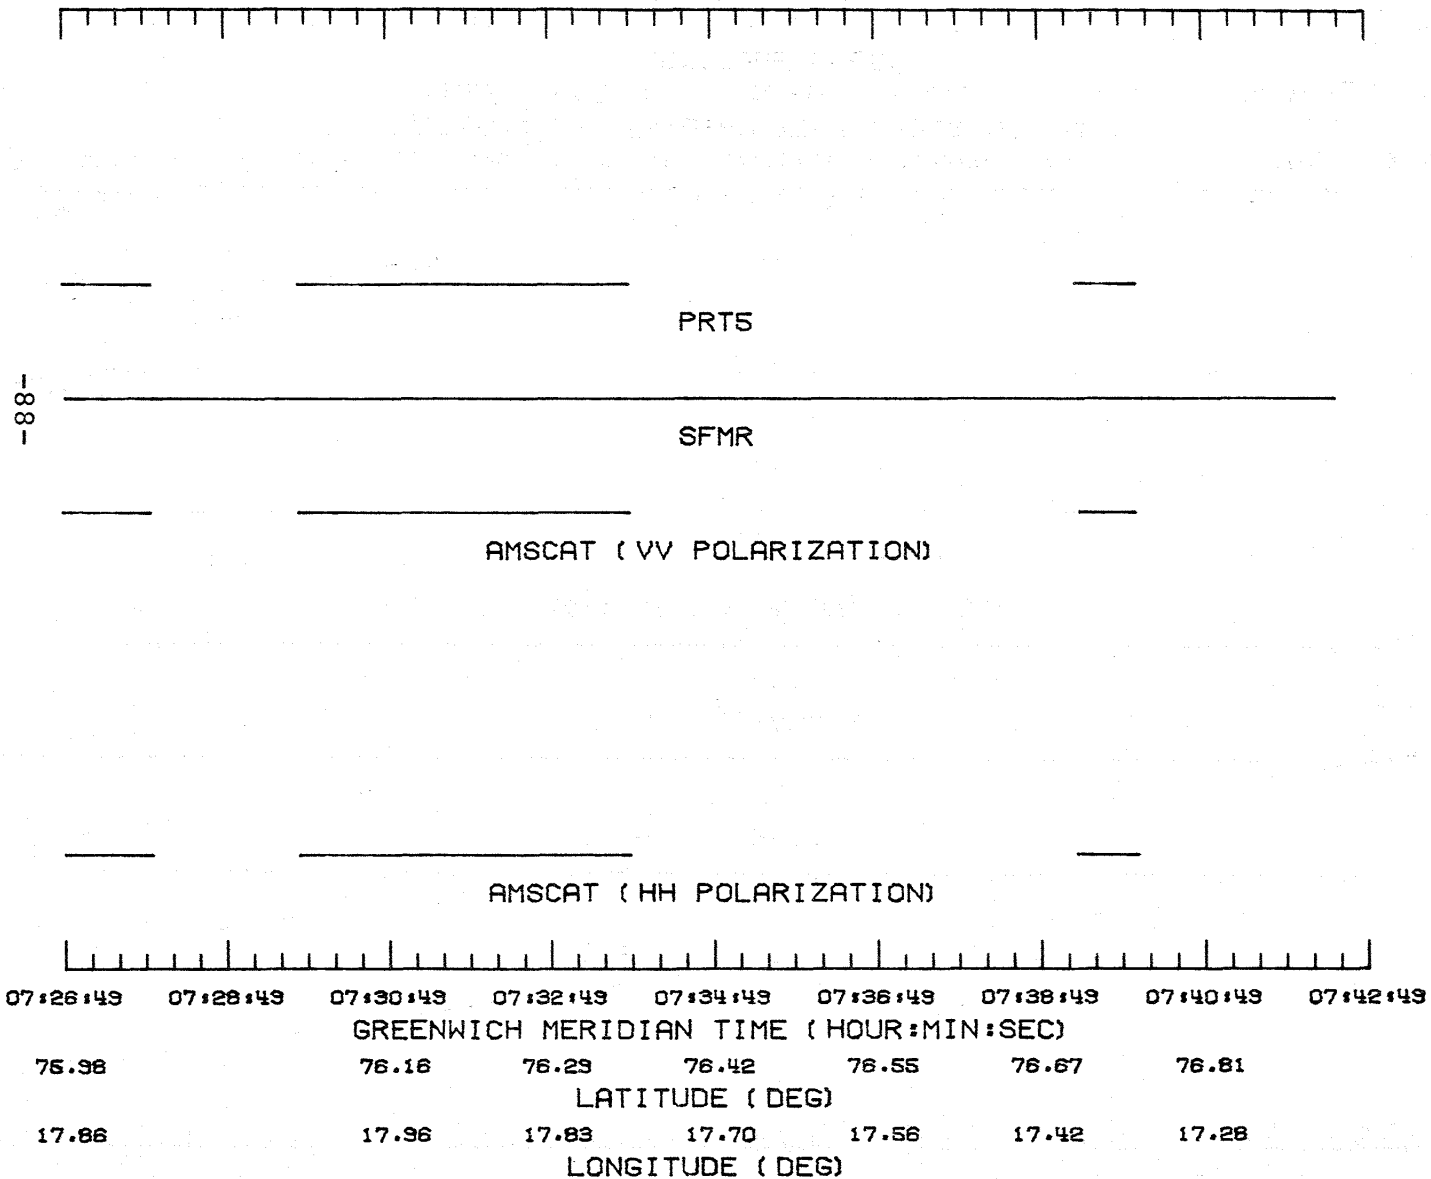 PRT5
-88-
SFMR
AMSCAT (VV POLARIZATION)
AMSCAT (HH POLARIZATION)
07:26:49 07:28:49 07:30:49 07:32:49 07:34:49 07:36:49 07:38:49 07:40:49 07:42:49
GREENWICH MERIDIAN TIME (HOUR:MIN:SEC)
75.98 76.16 76.29 76.42 76.55 76.67 76.81
LATITUDE (DEG)
17.86 17.96 17.83 17.70 17.56 17.42 17.28
LONGITUDE (DEG)